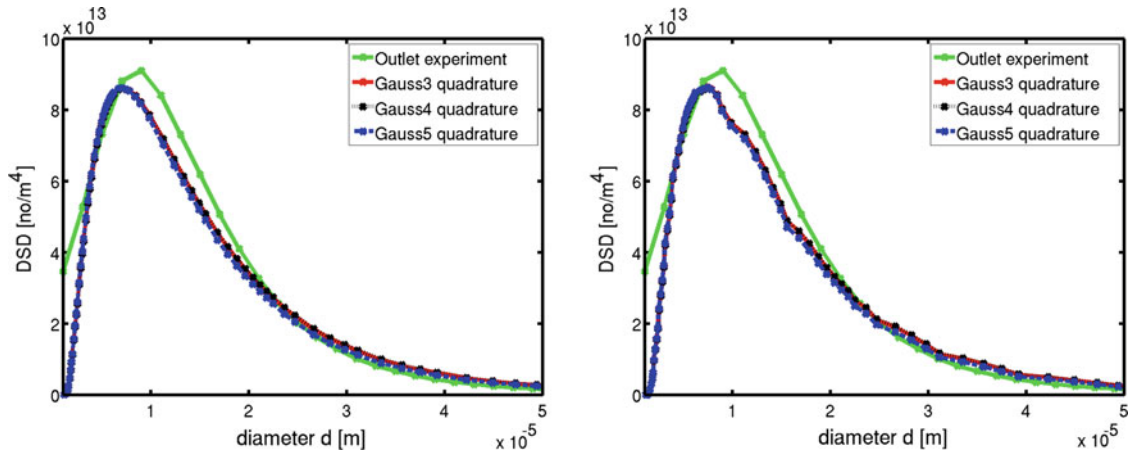 x 10^13
10
8
6
4
2
0
DSD [no/m^4]
1
2
3
4
5
diameter d [m]
x 10^-5
Outlet experiment
Gauss3 quadrature
Gauss4 quadrature
Gauss5 quadrature
x 10^13
10
8
6
4
2
0
DSD [no/m^4]
1
2
3
4
5
diameter d [m]
x 10^-5
Outlet experiment
Gauss3 quadrature
Gauss4 quadrature
Gauss5 quadrature